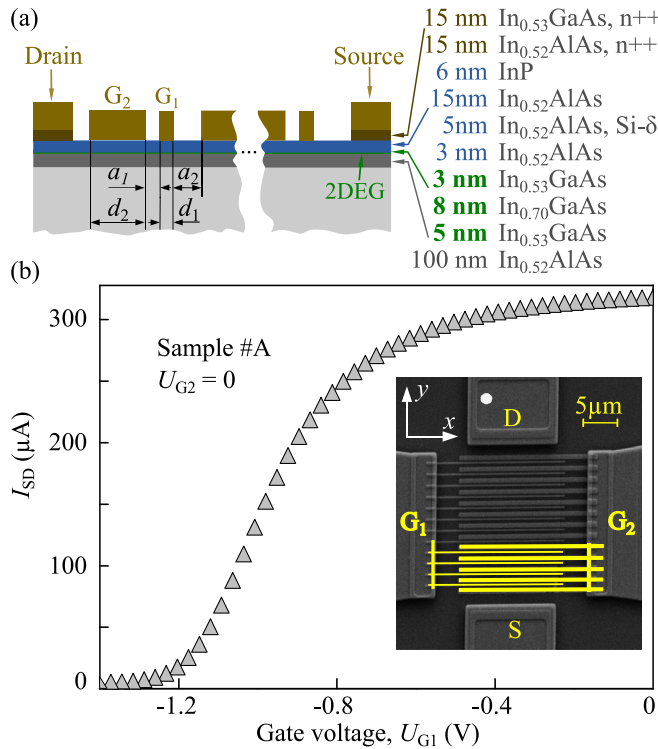 (a)
15 nm In0.53GaAs, n++
15 nm In0.52AlAs, n++
6 nm InP
15nm In0.52AlAs
5nm In0.52AlAs, Si-δ
3 nm In0.52AlAs
3 nm In0.53GaAs
8 nm In0.70GaAs
5 nm In0.53GaAs
100 nm In0.52AlAs
Drain
G2
G1
Source
...
2DEG
a1
a2
d2
d1
(b)
300
200
100
0
ISD (μA)
Sample #A
UG2 = 0
y
x
D
5μm
G1
G2
S
-1.2
-0.8
-0.4
0
Gate voltage, UG1 (V)